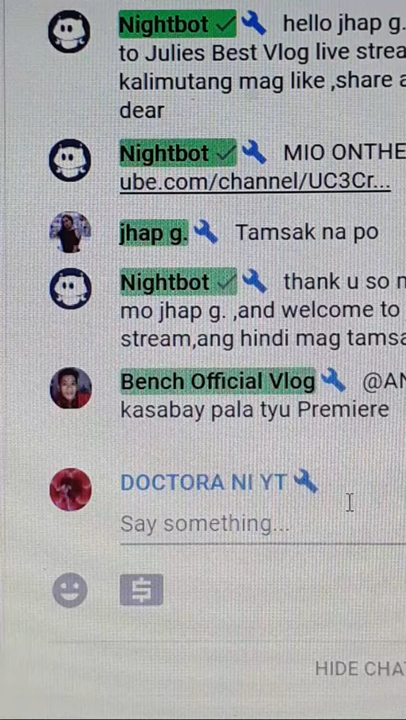 Nightbot hello jhap g.
to Julies Best Vlog live strea
kalimutang mag like ,share a
dear
Nightbot MIO ONTHE
ube.com/channel/UC3Cr...
jhap g. Tamsak na po
Nightbot thank u so m
mo jhap g. ,and welcome to
stream,ang hindi mag tamsa
Bench Official Vlog @AN
kasabay pala tyu Premiere
DOCTORA NI YT
Say something...
HIDE CHA